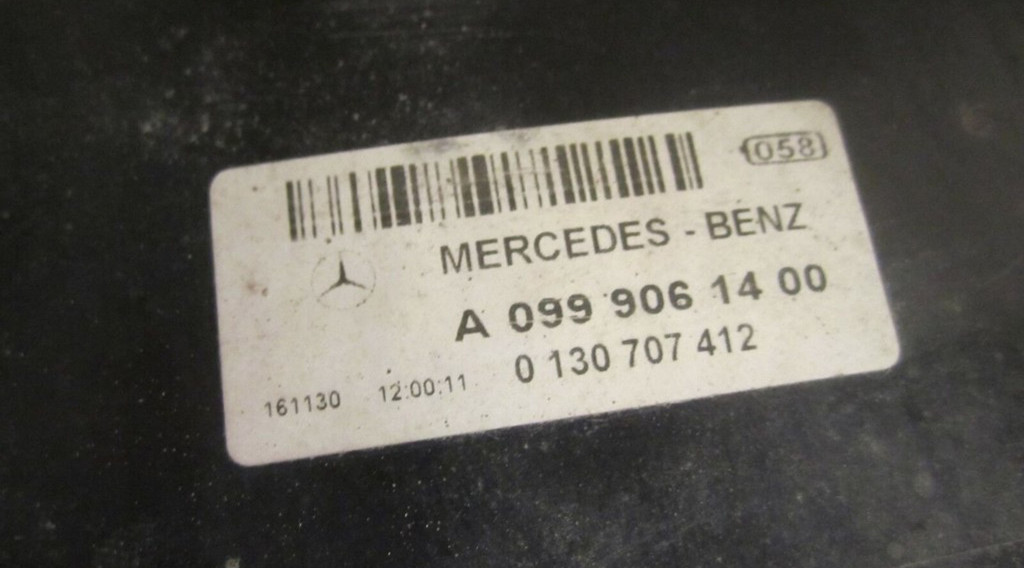 058
MERCEDES - BENZ
A 099 906 14 00
0 130 707 412
161130 12:00:11